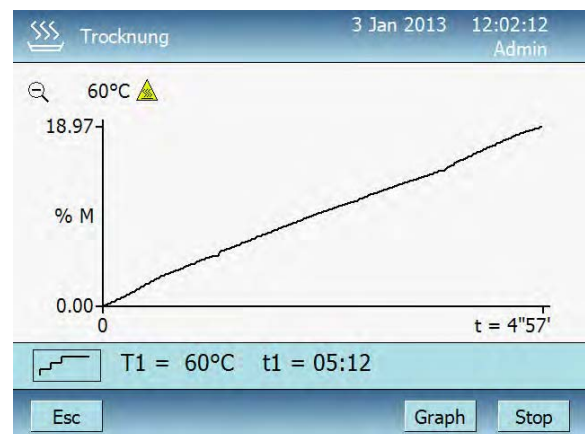 Trocknung 3 Jan 2013 12:02:12
Admin
60°C
18.97
% M
0.00
0 t = 4"57'
T1 = 60°C t1 = 05:12
Esc Graph Stop